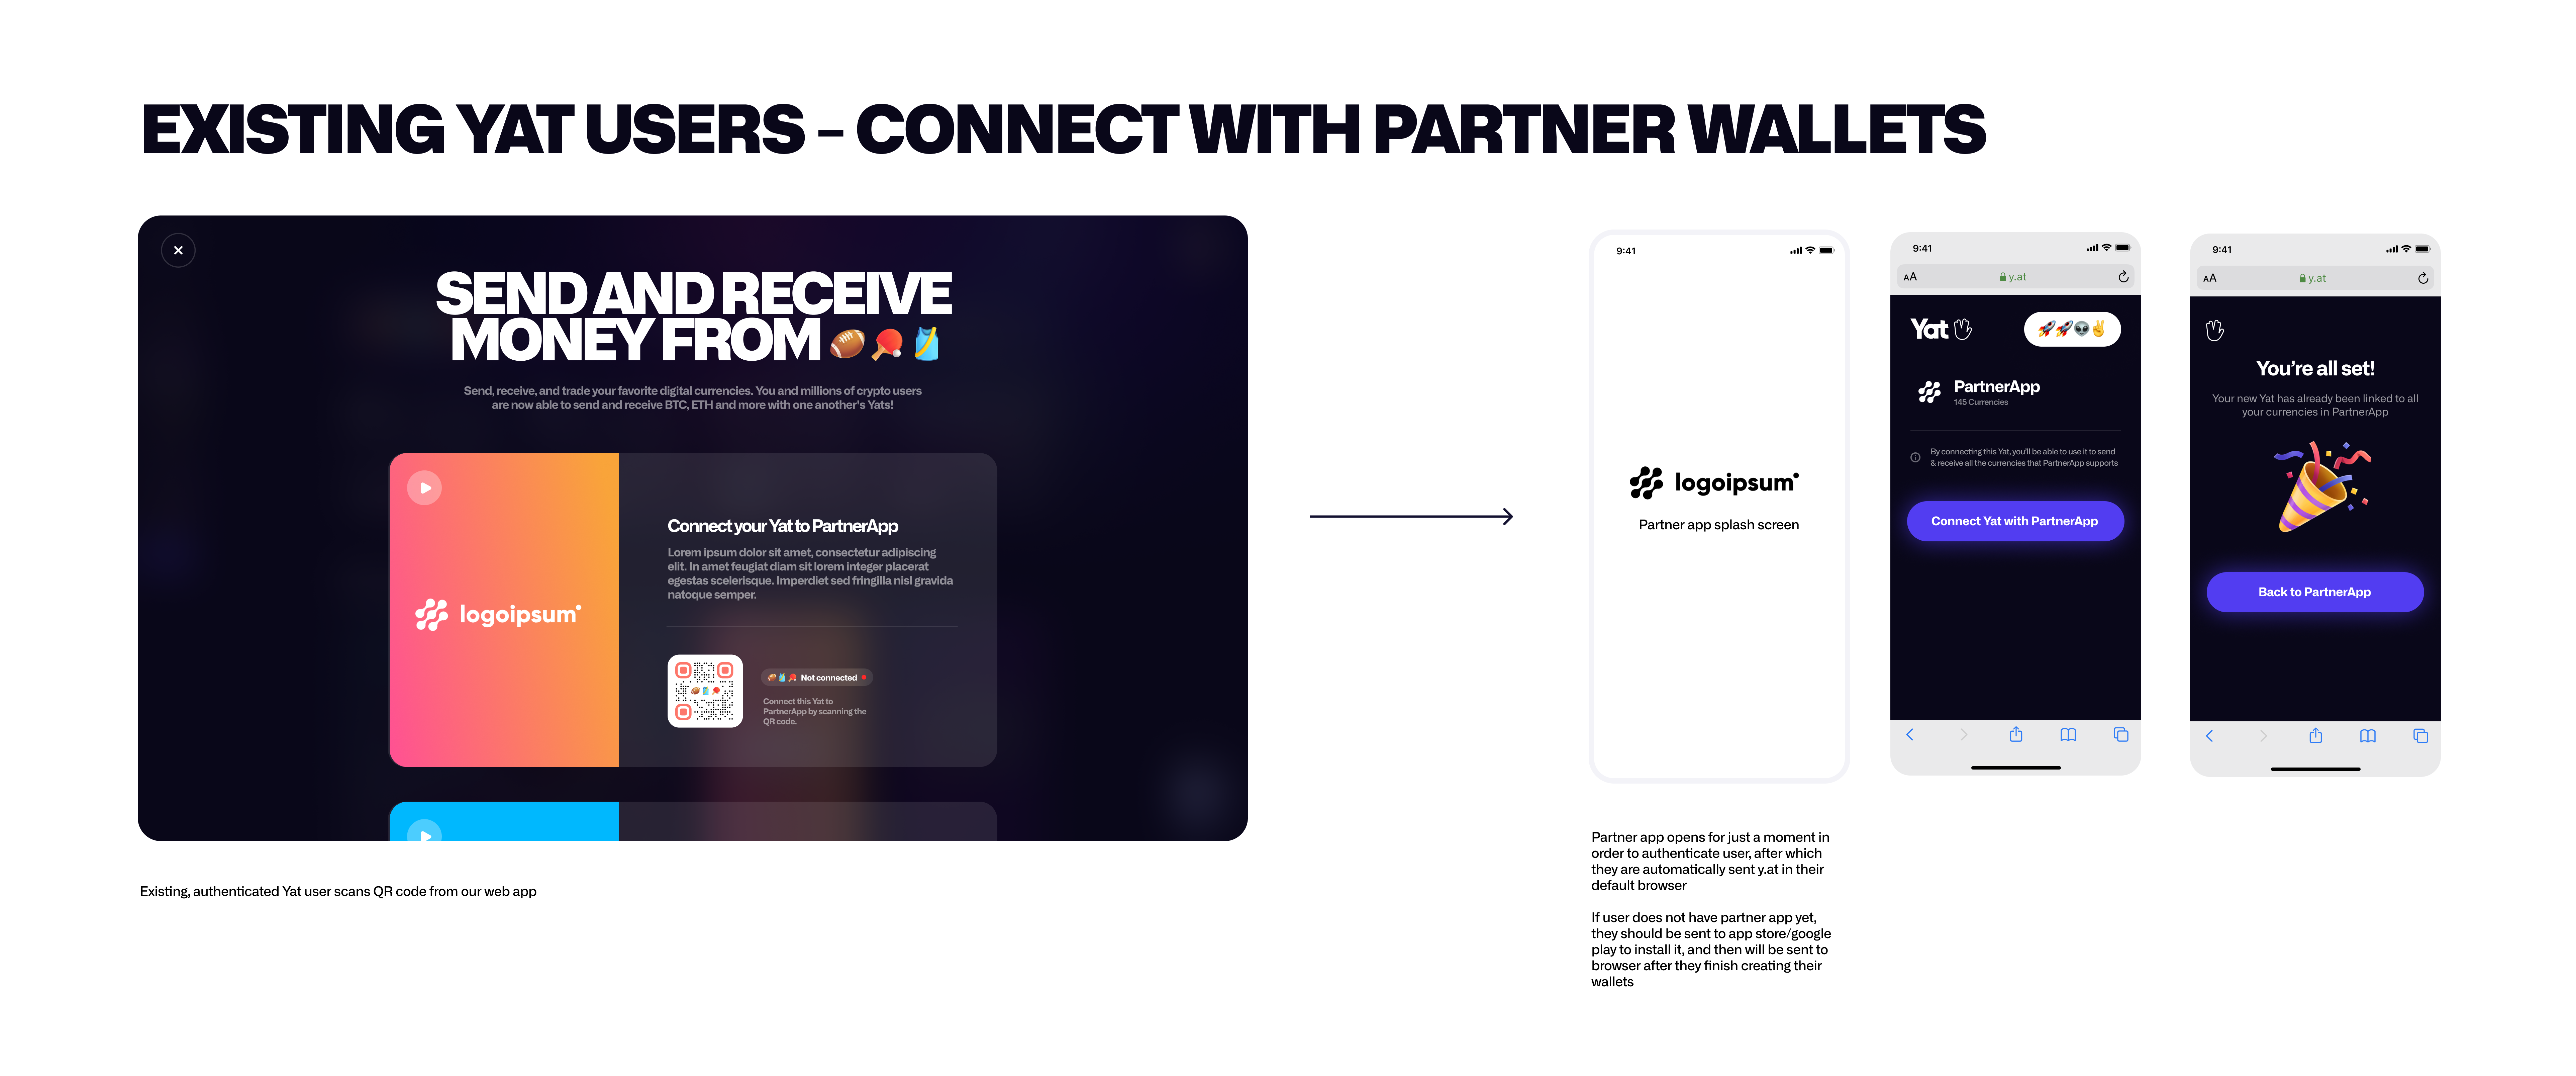 EXISTING YAT USERS – CONNECT WITH PARTNER WALLETS
SEND AND RECEIVE
MONEY FROM 🏈🏓🎽
Send, receive, and trade your favorite digital currencies. You and millions of crypto users
are now able to send and receive BTC, ETH and more with one another's Yats!
logoipsum
Connect your Yat to PartnerApp
Lorem ipsum dolor sit amet, consectetur adipiscing
elit. In amet feugiat diam sit lorem integer placerat
egestas scelerisque. Imperdiet sed fringilla nisl gravida
natoque semper.
Not connected
Connect this Yat to
PartnerApp by scanning the
QR code.
Existing, authenticated Yat user scans QR code from our web app
9:41
logoipsum
Partner app splash screen
Partner app opens for just a moment in
order to authenticate user, after which
they are automatically sent y.at in their
default browser
If user does not have partner app yet,
they should be sent to app store/google
play to install it, and then will be sent to
browser after they finish creating their
wallets
9:41
AA
y.at
Yat
PartnerApp
145 Currencies
By connecting this Yat, you'll be able to use it to send
& receive all the currencies that PartnerApp supports
Connect Yat with PartnerApp
9:41
AA
y.at
You're all set!
Your new Yat has already been linked to all
your currencies in PartnerApp
Back to PartnerApp